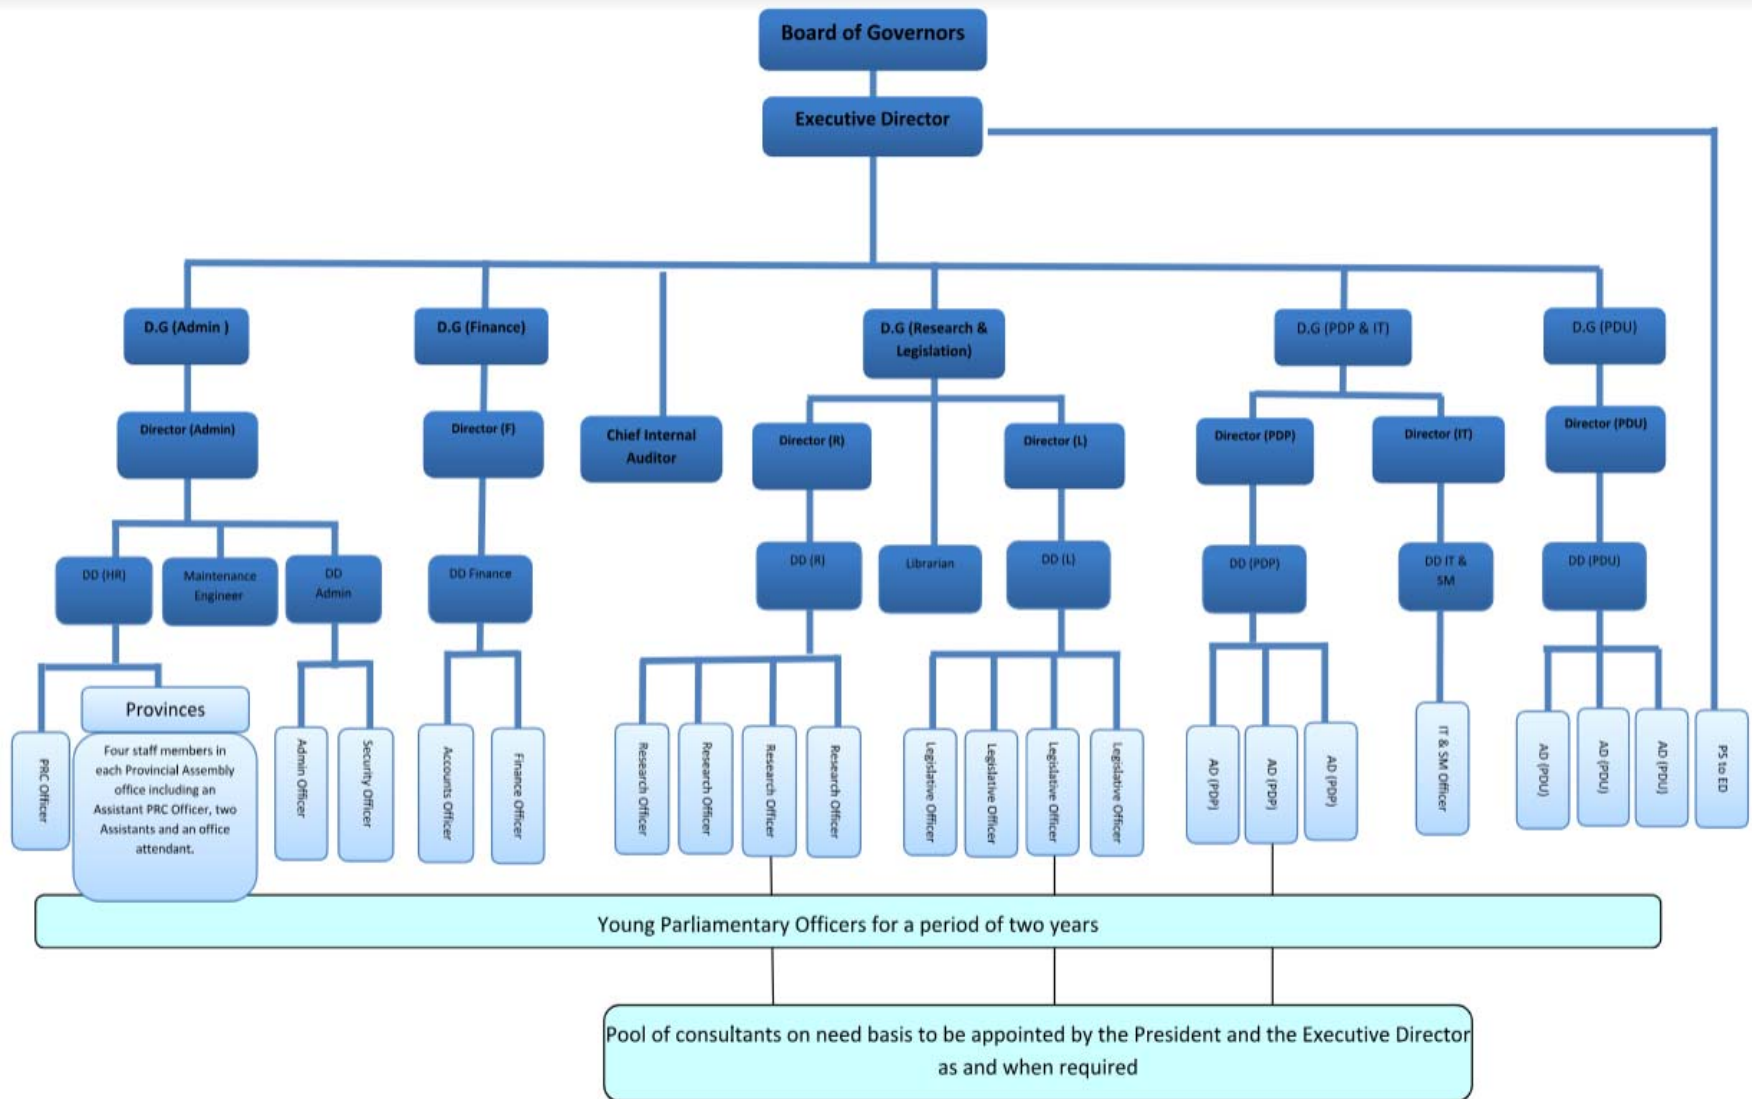 Board of Governors
Executive Director
D.G (Admin )
D.G (Finance)
D.G (Research &
Legislation)
D.G (PDP & IT)
D.G (PDU)
Director (Admin)
Director (F)
Chief Internal
Auditor
Director (R)
Director (L)
Director (PDP)
Director (IT)
Director (PDU)
DD (HR)
Maintenance
Engineer
DD
Admin
DD Finance
DD (R)
Librarian
DD (L)
DD (PDP)
DD IT &
SM
DD (PDU)
PRC Officer
Provinces
Four staff members in
each Provincial Assembly
office including an
Assistant PRC Officer, two
Assistants and an office
attendant.
Admin Officer
Security Officer
Accounts Officer
Finance Officer
Research Officer
Research Officer
Research Officer
Research Officer
Legislative Officer
Legislative Officer
Legislative Officer
Legislative Officer
AD (PDP)
AD (PDP)
AD (PDP)
IT & SM Officer
AD (PDU)
AD (PDU)
AD (PDU)
PS to ED
Young Parliamentary Officers for a period of two years
Pool of consultants on need basis to be appointed by the President and the Executive Director
as and when required